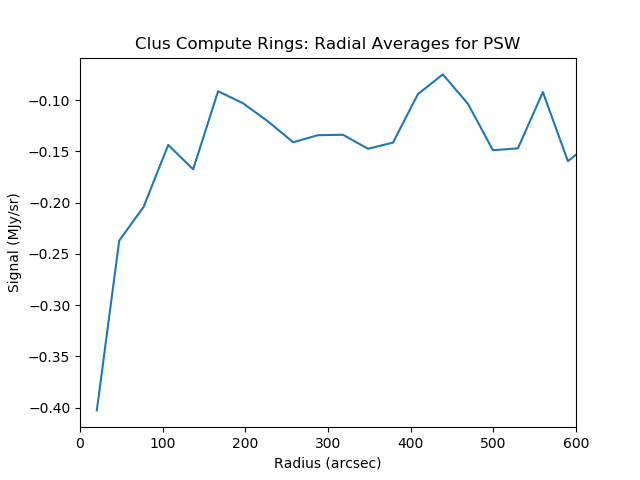 Clus Compute Rings: Radial Averages for PSW
−0.10
−0.15
−0.20
−0.25
−0.30
−0.35
−0.40
Signal (MJy/sr)
0 100 200 300 400 500 600
Radius (arcsec)